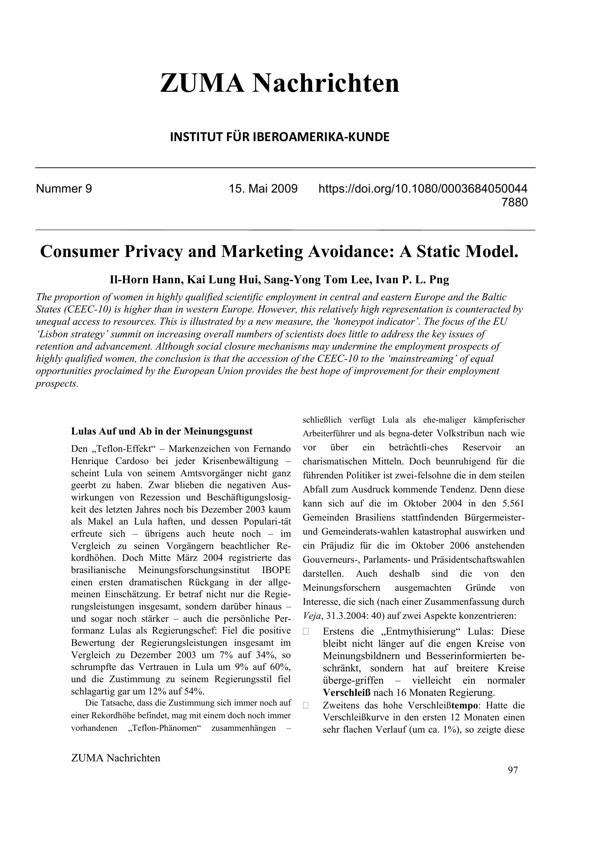 ZUMA Nachrichten
INSTITUT FÜR IBEROAMERIKA-KUNDE
Nummer 9 15. Mai 2009 https://doi.org/10.1080/0003684050044
7880
Consumer Privacy and Marketing Avoidance: A Static Model.
Il-Horn Hann, Kai Lung Hui, Sang-Yong Tom Lee, Ivan P. L. Png
The proportion of women in highly qualified scientific employment in central and eastern Europe and the Baltic
States (CEEC-10) is higher than in western Europe. However, this relatively high representation is counteracted by
unequal access to resources. This is illustrated by a new measure, the ‘honeypot indicator’. The focus of the EU
‘Lisbon strategy’ summit on increasing overall numbers of scientists does little to address the key issues of
retention and advancement. Although social closure mechanisms may undermine the employment prospects of
highly qualified women, the conclusion is that the accession of the CEEC-10 to the ‘mainstreaming’ of equal
opportunities proclaimed by the European Union provides the best hope of improvement for their employment
prospects.
Lulas Auf und Ab in der Meinungsgunst
Den „Teflon-Effekt“ – Markenzeichen von Fernando
Henrique Cardoso bei jeder Krisenbewältigung –
scheint Lula von seinem Amtsvorgänger nicht ganz
geerbt zu haben. Zwar blieben die negativen Aus-
wirkungen von Rezession und Beschäftigungslosig-
keit des letzten Jahres noch bis Dezember 2003 kaum
als Makel an Lula haften, und dessen Populari-tät
erfreute sich – übrigens auch heute noch – im
Vergleich zu seinen Vorgängern beachtlicher Re-
kordhöhen. Doch Mitte März 2004 registrierte das
brasilianische Meinungsforschungsinstitut IBOPE
einen ersten dramatischen Rückgang in der allge-
meinen Einschätzung. Er betraf nicht nur die Regie-
rungsleistungen insgesamt, sondern darüber hinaus –
und sogar noch stärker – auch die persönliche Per-
formanz Lulas als Regierungschef: Fiel die positive
Bewertung der Regierungsleistungen insgesamt im
Vergleich zu Dezember 2003 um 7% auf 34%, so
schrumpfte das Vertrauen in Lula um 9% auf 60%,
und die Zustimmung zu seinem Regierungsstil fiel
schlagartig gar um 12% auf 54%.
Die Tatsache, dass die Zustimmung sich immer noch auf
einer Rekordhöhe befindet, mag mit einem doch noch immer
vorhandenen „Teflon-Phänomen“ zusammenhängen –
schließlich verfügt Lula als ehe-maliger kämpferischer
Arbeiterführer und als begna-deter Volkstribun nach wie
vor über ein beträchtli-ches Reservoir an
charismatischen Mitteln. Doch beunruhigend für die
führenden Politiker ist zwei-felsohne die in dem steilen
Abfall zum Ausdruck kommende Tendenz. Denn diese
kann sich auf die im Oktober 2004 in den 5.561
Gemeinden Brasiliens stattfindenden Bürgermeister-
und Gemeinderats-wahlen katastrophal auswirken und
ein Präjudiz für die im Oktober 2006 anstehenden
Gouverneurs-, Parlaments- und Präsidentschaftswahlen
darstellen. Auch deshalb sind die von den
Meinungsforschern ausgemachten Gründe von
Interesse, die sich (nach einer Zusammenfassung durch
Veja, 31.3.2004: 40) auf zwei Aspekte konzentrieren:
Erstens die „Entmythisierung“ Lulas: Diese
bleibt nicht länger auf die engen Kreise von
Meinungsbildnern und Besserinformierten be-
schränkt, sondern hat auf breitere Kreise
überge-griffen – vielleicht ein normaler
Verschleiß nach 16 Monaten Regierung.
Zweitens das hohe Verschleißtempo: Hatte die
Verschleißkurve in den ersten 12 Monaten einen
sehr flachen Verlauf (um ca. 1%), so zeigte diese
ZUMA Nachrichten
97